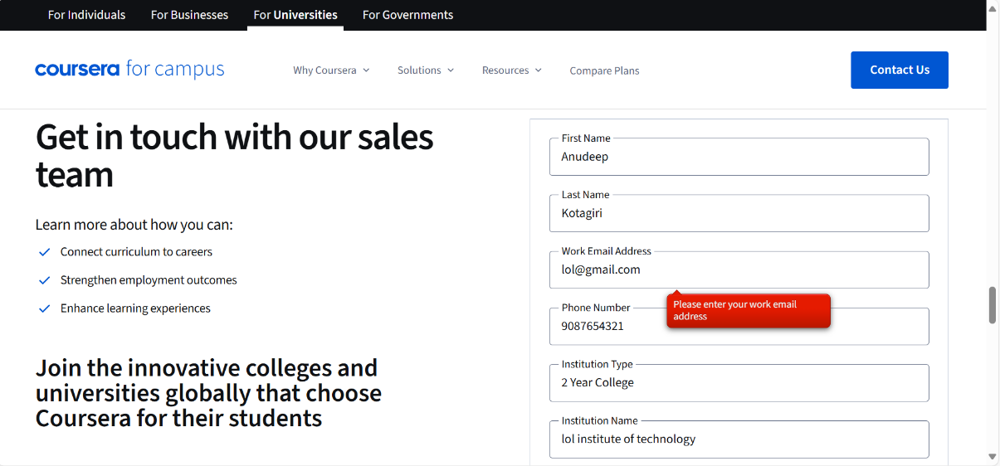 For Individuals
For Businesses
For Universities
For Governments
coursera for campus
Why Coursera
Solutions
Resources
Compare Plans
Contact Us
Get in touch with our sales
team
Learn more about how you can:
Connect curriculum to careers
Strengthen employment outcomes
Enhance learning experiences
Join the innovative colleges and
universities globally that choose
Coursera for their students
First Name
Anudeep
Last Name
Kotagiri
Work Email Address
lol@gmail.com
Please enter your work email
address
Phone Number
9087654321
Institution Type
2 Year College
Institution Name
lol institute of technology